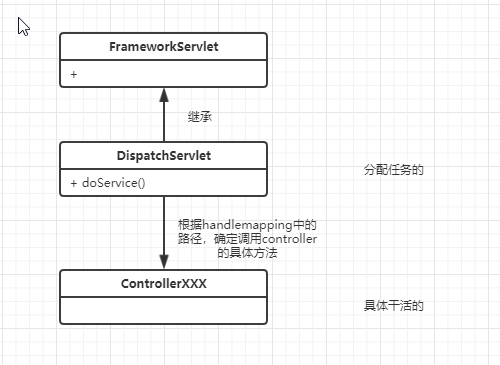 FrameworkServlet
+
继承
DispatchServlet
+ doService()
分配任务的
根据handlemapping中的
路径，确定调用controller
的具体方法
ControllerXXX
具体干活的